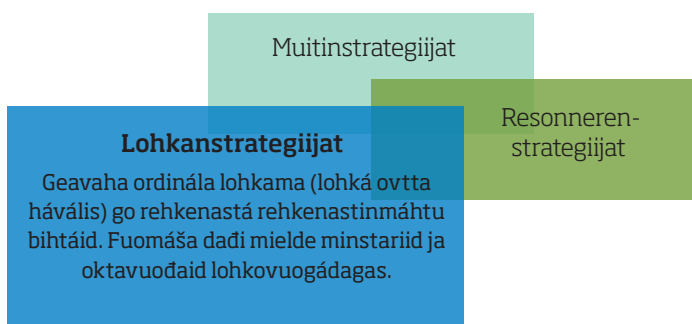 Muitinstrategiijat
Resonneren-
strategiijat
Lohkanstrategiijat
Geavaha ordinála lohkama (lohká ovtta
hávális) go rehkenastá rehkenastinmáhtu
bihtáid. Fuomáša dađi mielde minstariid ja
oktavuođaid lohkovuogádagas.